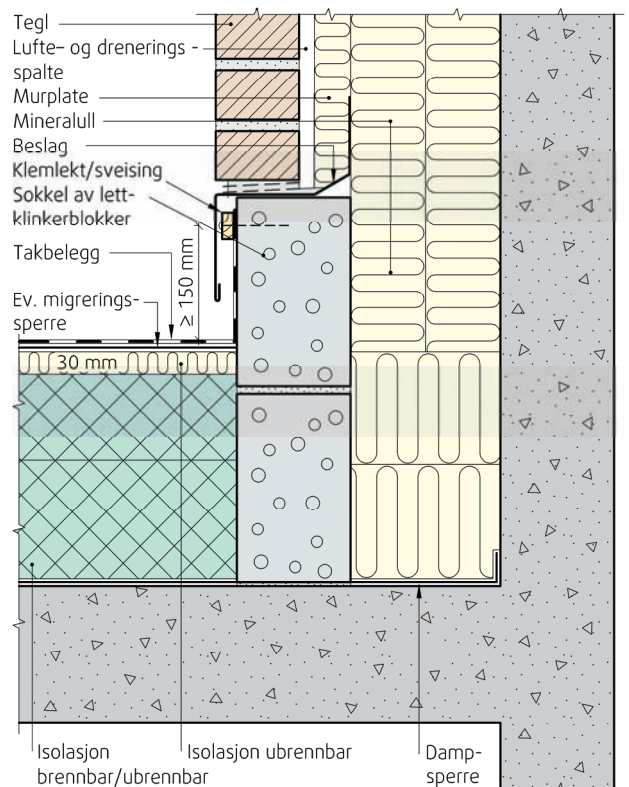 Tegl
Lufte– og drenerings -
spalte
Murplate
Mineralull
Beslag
Klemlekt/sveising
Sokkel av lett-
klinkerblokker
Takbelegg
≥ 150 mm
Ev. migrerings-
sperre
30 mm
Isolasjon
brennbar/ubrennbar
Isolasjon ubrennbar
Damp-
sperre